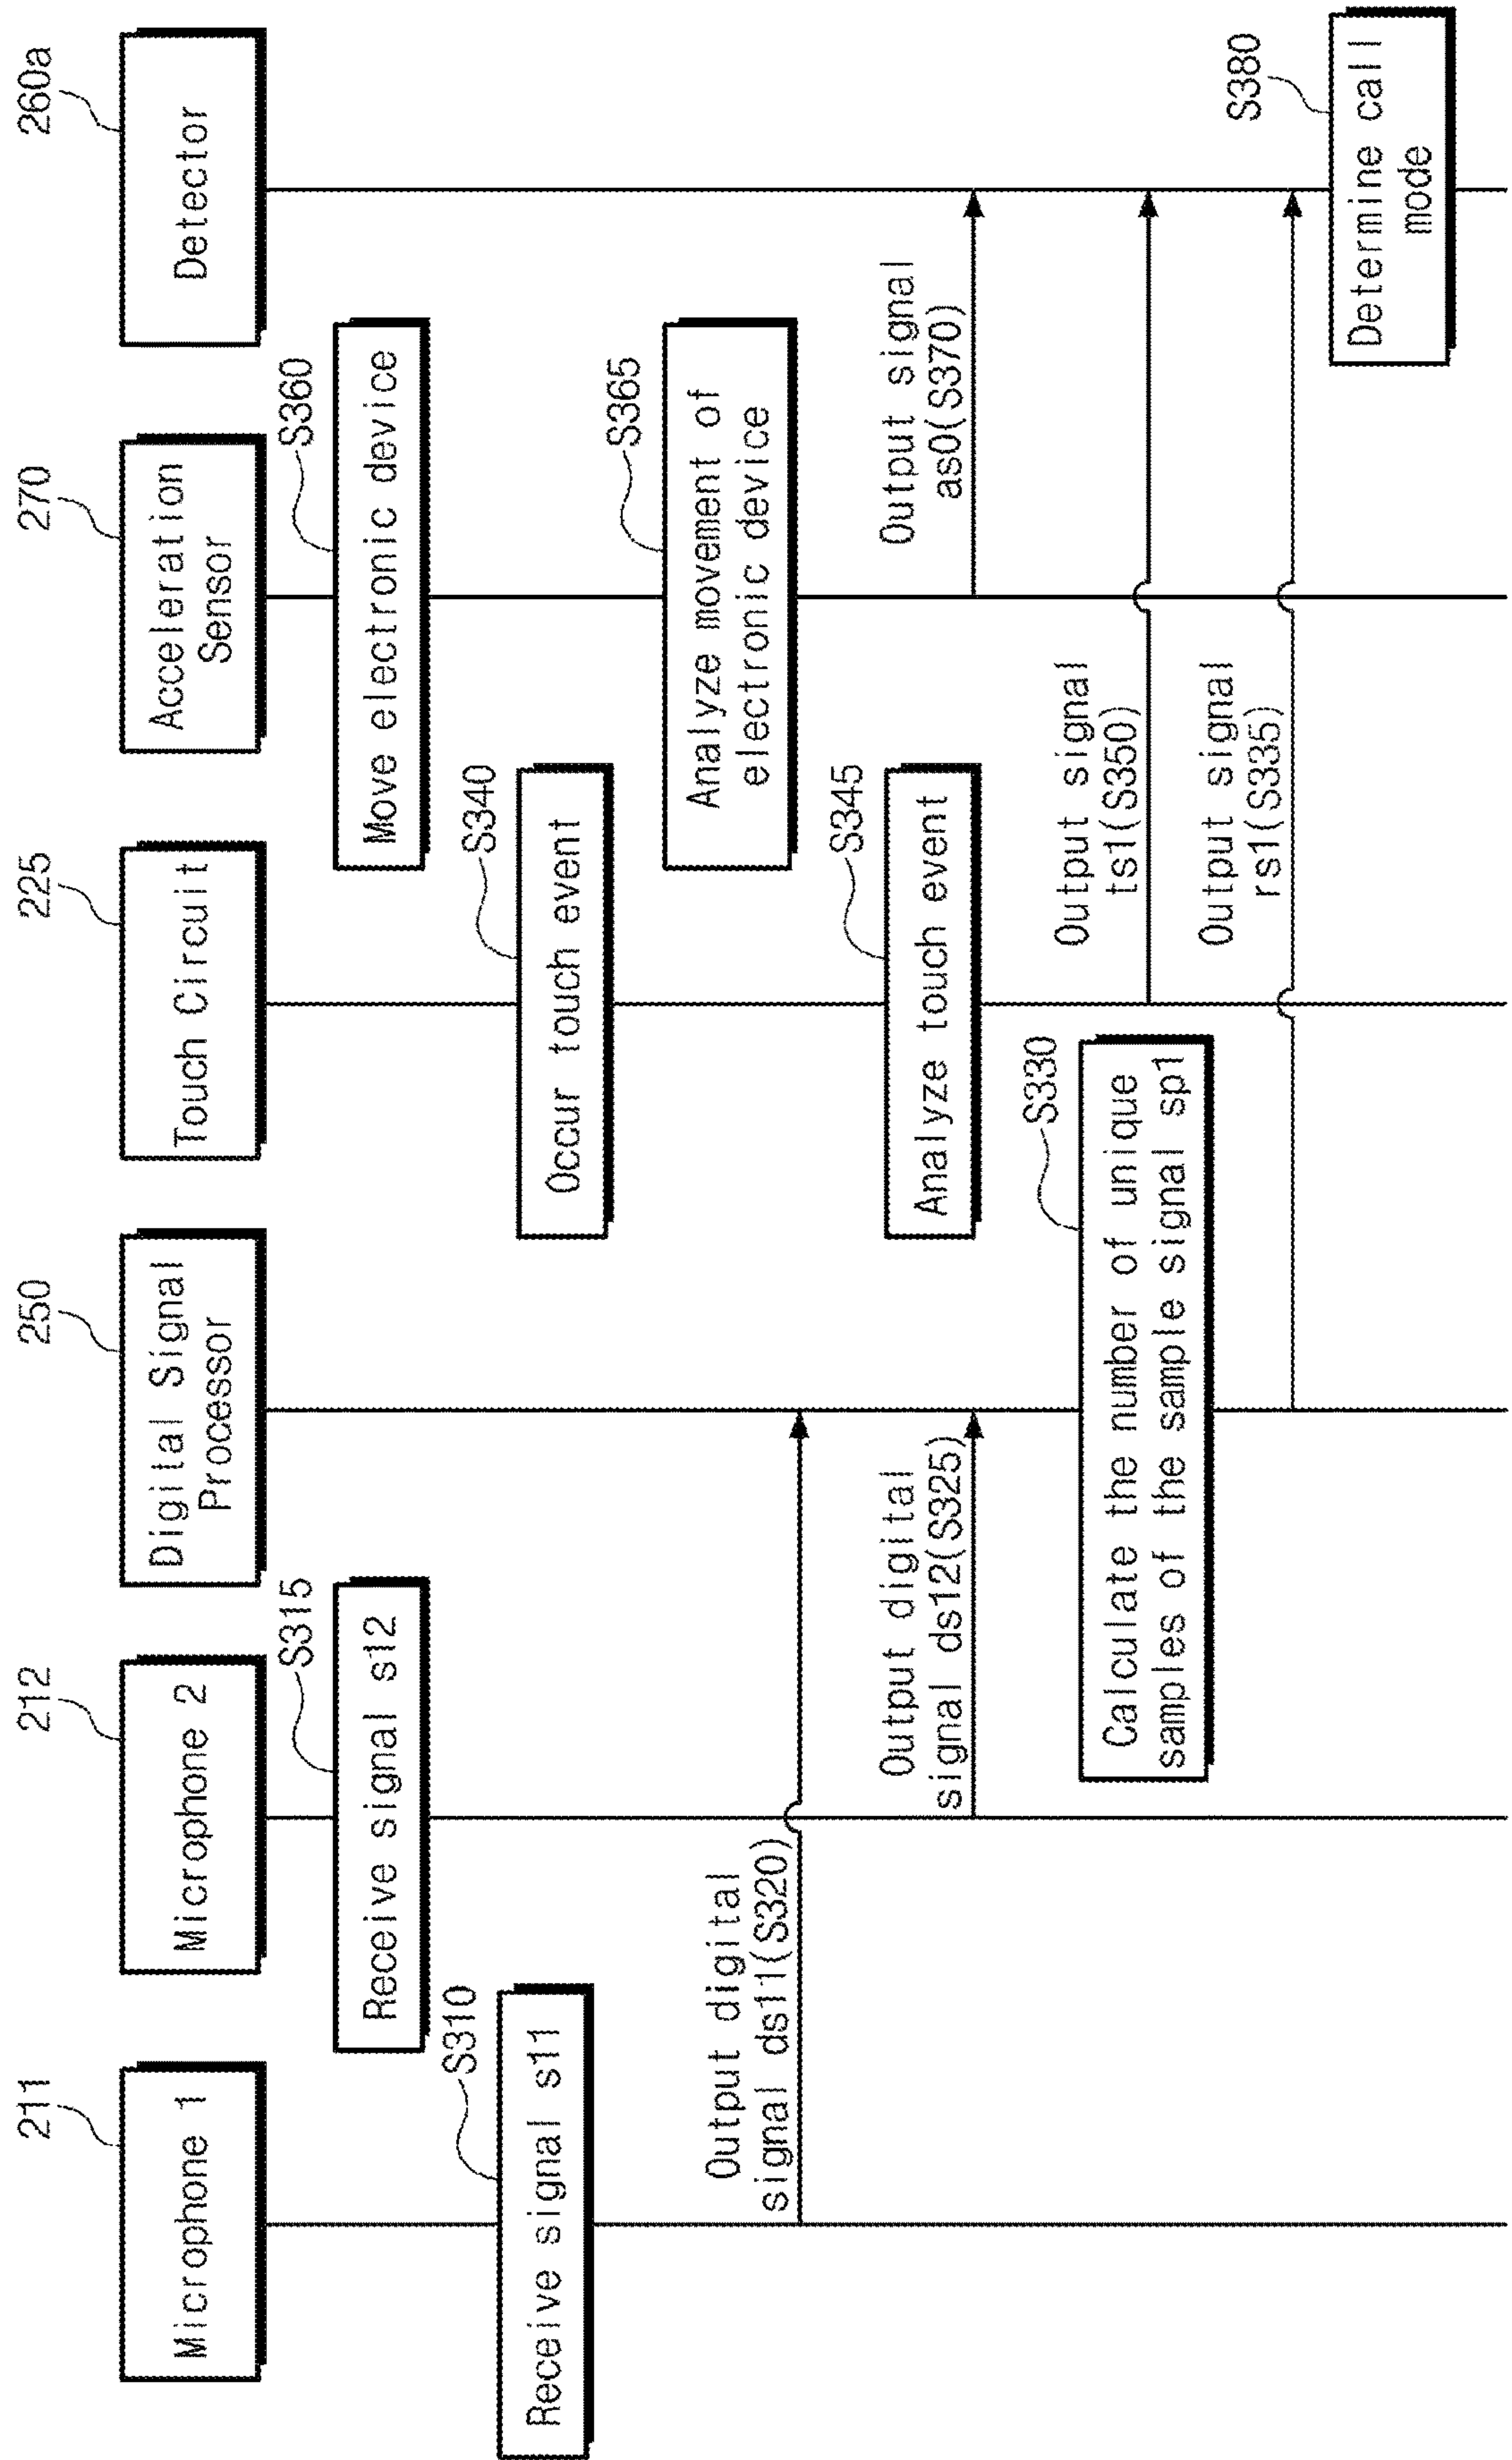 211
212
250
225
270
260a
Microphone 1
Microphone 2
Digital Signal
Processor
Touch Circuit
Acceleration
Sensor
Detector
S315
Receive signal s12
S360
Move electronic device
S310
Receive signal s11
S340
Occur touch event
S365
Analyze movement of
electronic device
Output digital
signal ds11(S320)
S345
Analyze touch event
Output digital
signal ds12(S325)
Output signal
as0(S370)
S330
Calculate the number of unique
samples of the sample signal sp1
Output signal
ts1(S350)
Output signal
rs1(S335)
S380
Determine call
mode